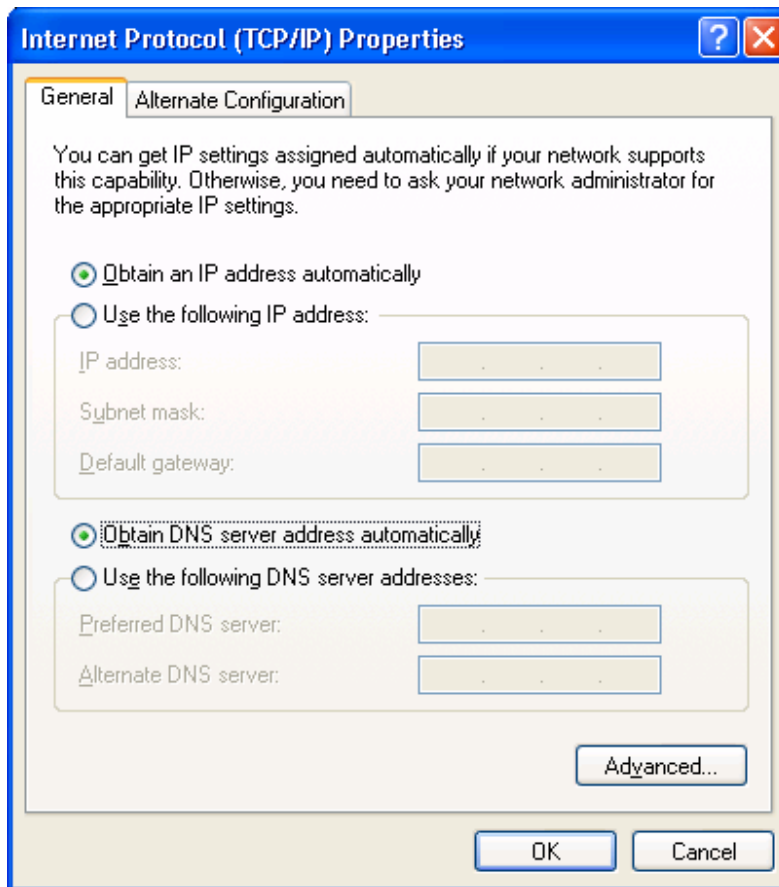 Internet Protocol (TCP/IP) Properties
General
Alternate Configuration
You can get IP settings assigned automatically if your network supports
this capability. Otherwise, you need to ask your network administrator for
the appropriate IP settings.
Obtain an IP address automatically
Use the following IP address:
IP address:
Subnet mask:
Default gateway:
Obtain DNS server address automatically
Use the following DNS server addresses:
Preferred DNS server:
Alternate DNS server:
Advanced...
OK
Cancel